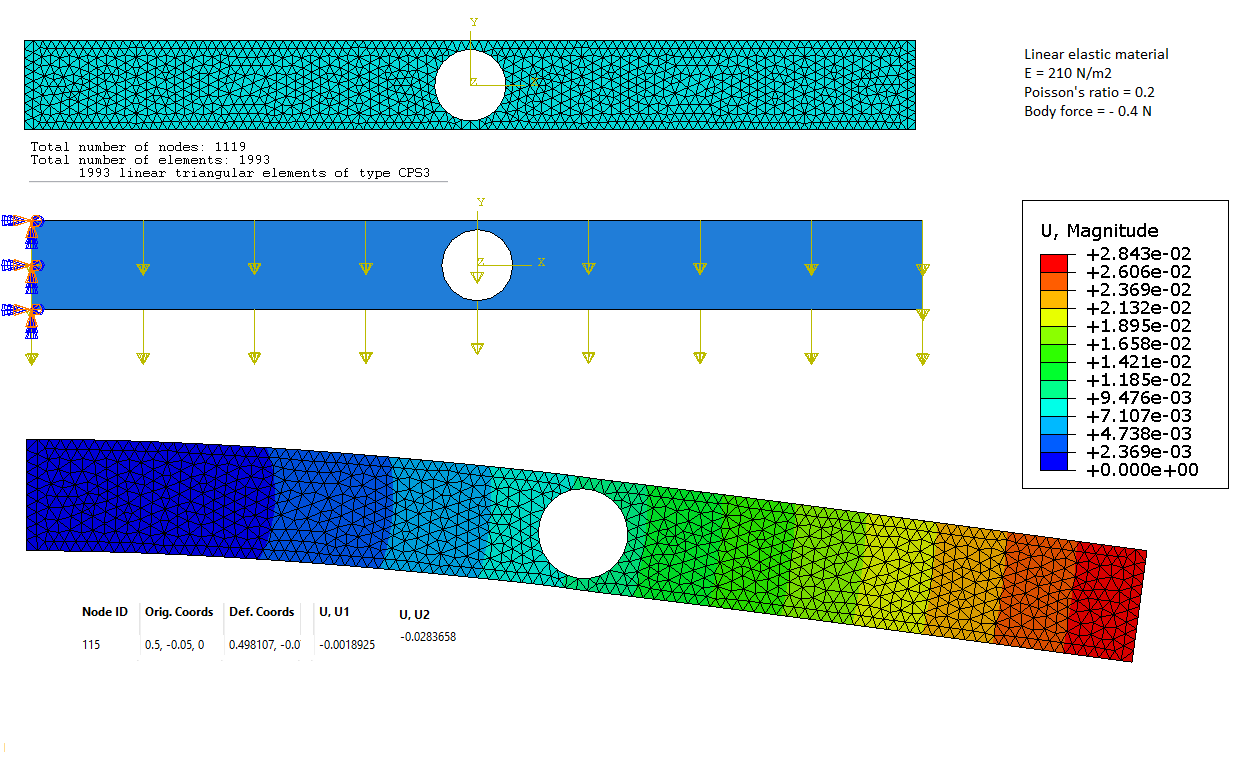 Y
Z
X
Linear elastic material
E = 210 N/m2
Poisson's ratio = 0.2
Body force = - 0.4 N
Total number of nodes: 1119
Total number of elements: 1993
1993 linear triangular elements of type CPS3
Y
Z
X
U, Magnitude
+2.843e-02
+2.606e-02
+2.369e-02
+2.132e-02
+1.895e-02
+1.658e-02
+1.421e-02
+1.185e-02
+9.476e-03
+7.107e-03
+4.738e-03
+2.369e-03
+0.000e+00
Node ID Orig. Coords Def. Coords U, U1 U, U2
115 0.5, -0.05, 0 0.498107, -0.0 -0.0018925 -0.0283658